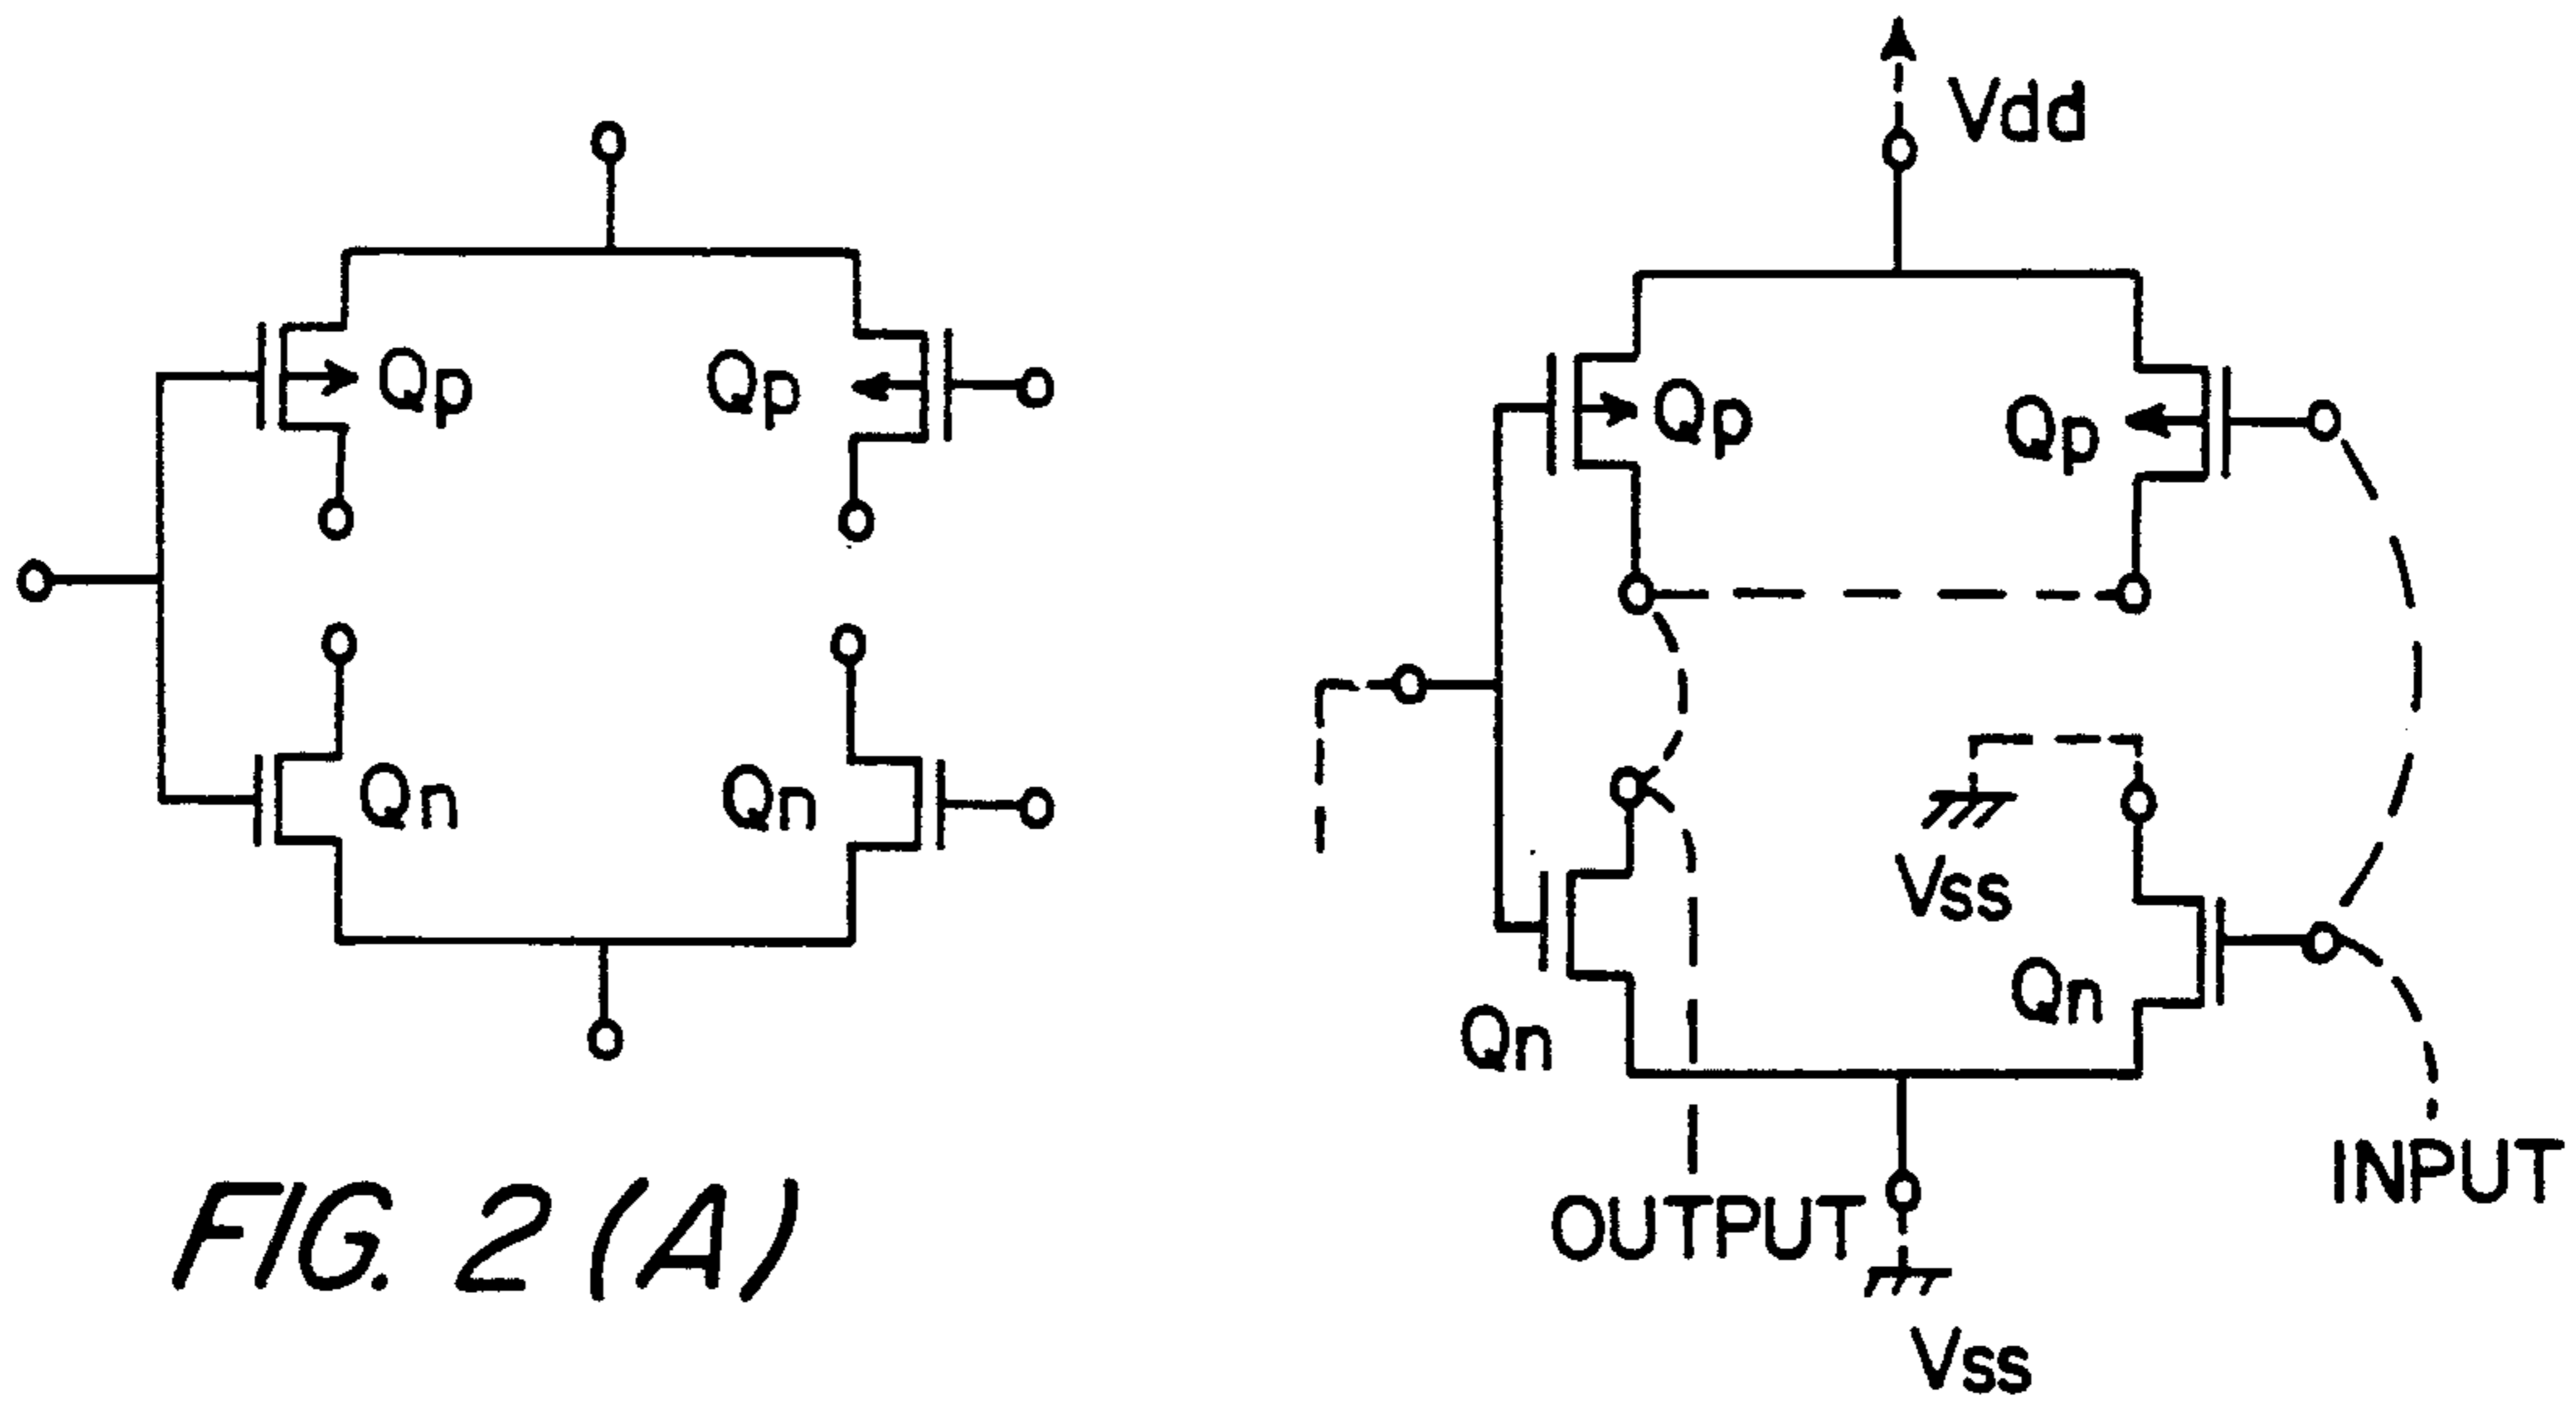 Vdd
Qp
Qp
Qp
Qp
Qn
Qn
Vss
Qn
Qn
FIG. 2 (A)
OUTPUT
INPUT
Vss